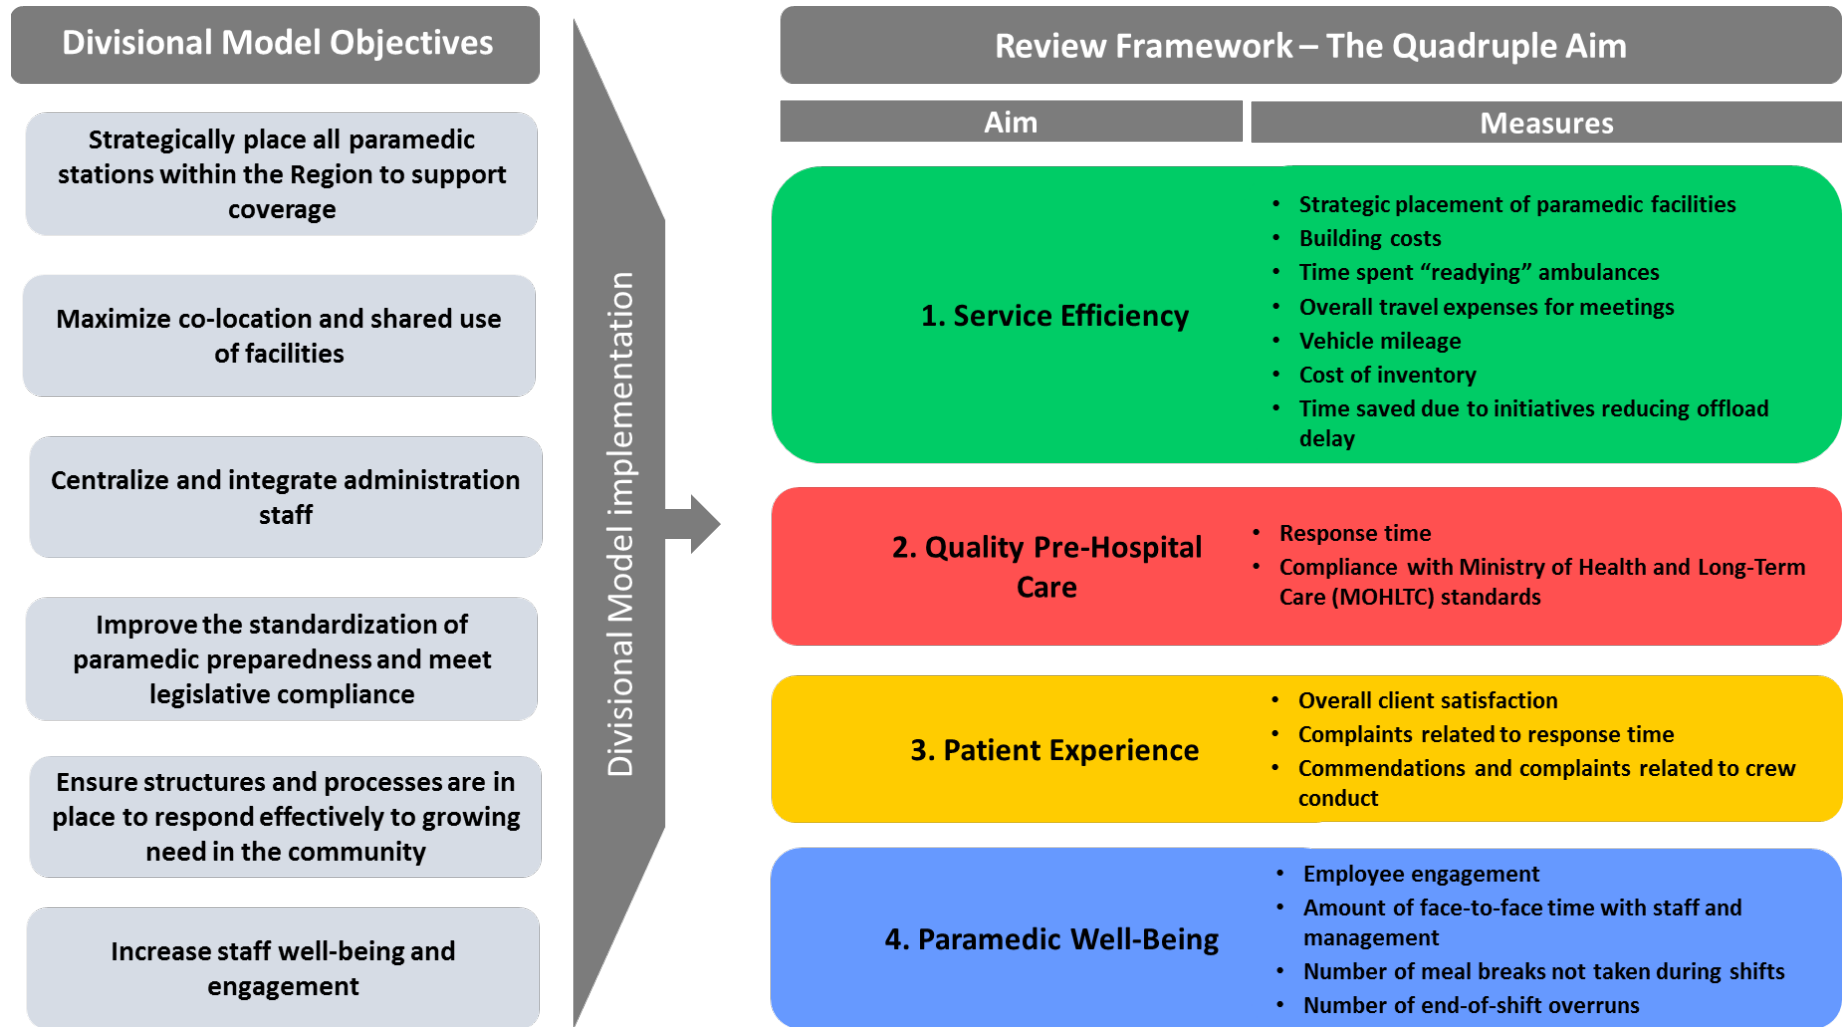 Divisional Model Objectives
Strategically place all paramedic
stations within the Region to support
coverage
Maximize co-location and shared use
of facilities
Centralize and integrate administration
staff
Improve the standardization of
paramedic preparedness and meet
legislative compliance
Ensure structures and processes are in
place to respond effectively to growing
need in the community
Increase staff well-being and
engagement
Divisional Model implementation
Review Framework – The Quadruple Aim
Aim
Measures
1. Service Efficiency
• Strategic placement of paramedic facilities
• Building costs
• Time spent “readying” ambulances
• Overall travel expenses for meetings
• Vehicle mileage
• Cost of inventory
• Time saved due to initiatives reducing offload
delay
2. Quality Pre-Hospital
Care
• Response time
• Compliance with Ministry of Health and Long-Term
Care (MOHLTC) standards
3. Patient Experience
• Overall client satisfaction
• Complaints related to response time
• Commendations and complaints related to crew
conduct
4. Paramedic Well-Being
• Employee engagement
• Amount of face-to-face time with staff and
management
• Number of meal breaks not taken during shifts
• Number of end-of-shift overruns